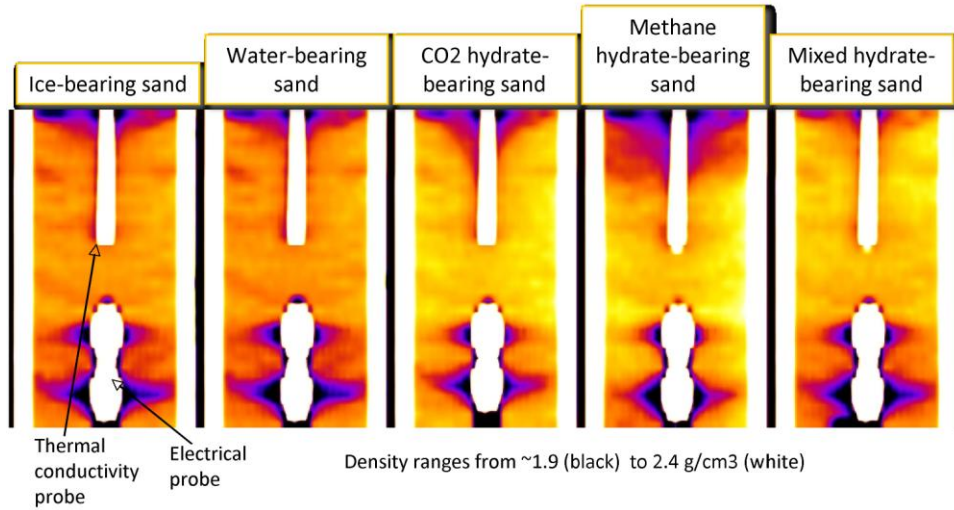 Ice-bearing sand
Water-bearing
sand
CO2 hydrate-
bearing sand
Methane
hydrate-bearing
sand
Mixed hydrate-
bearing sand
Thermal
conductivity
probe
Electrical
probe
Density ranges from ~1.9 (black) to 2.4 g/cm3 (white)